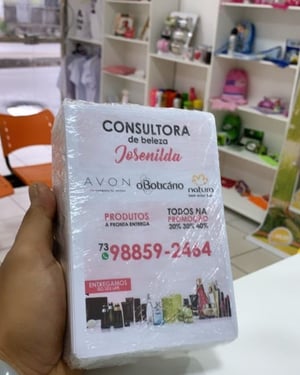 CONSULTORA
de beleza
Josenilda
AVON oBoticário natura
PRODUTOS
A PRONTA ENTREGA
TODOS NA
PROMOÇÃO
20% 30% 40%
73 98859-2464
ENTREGAMOS